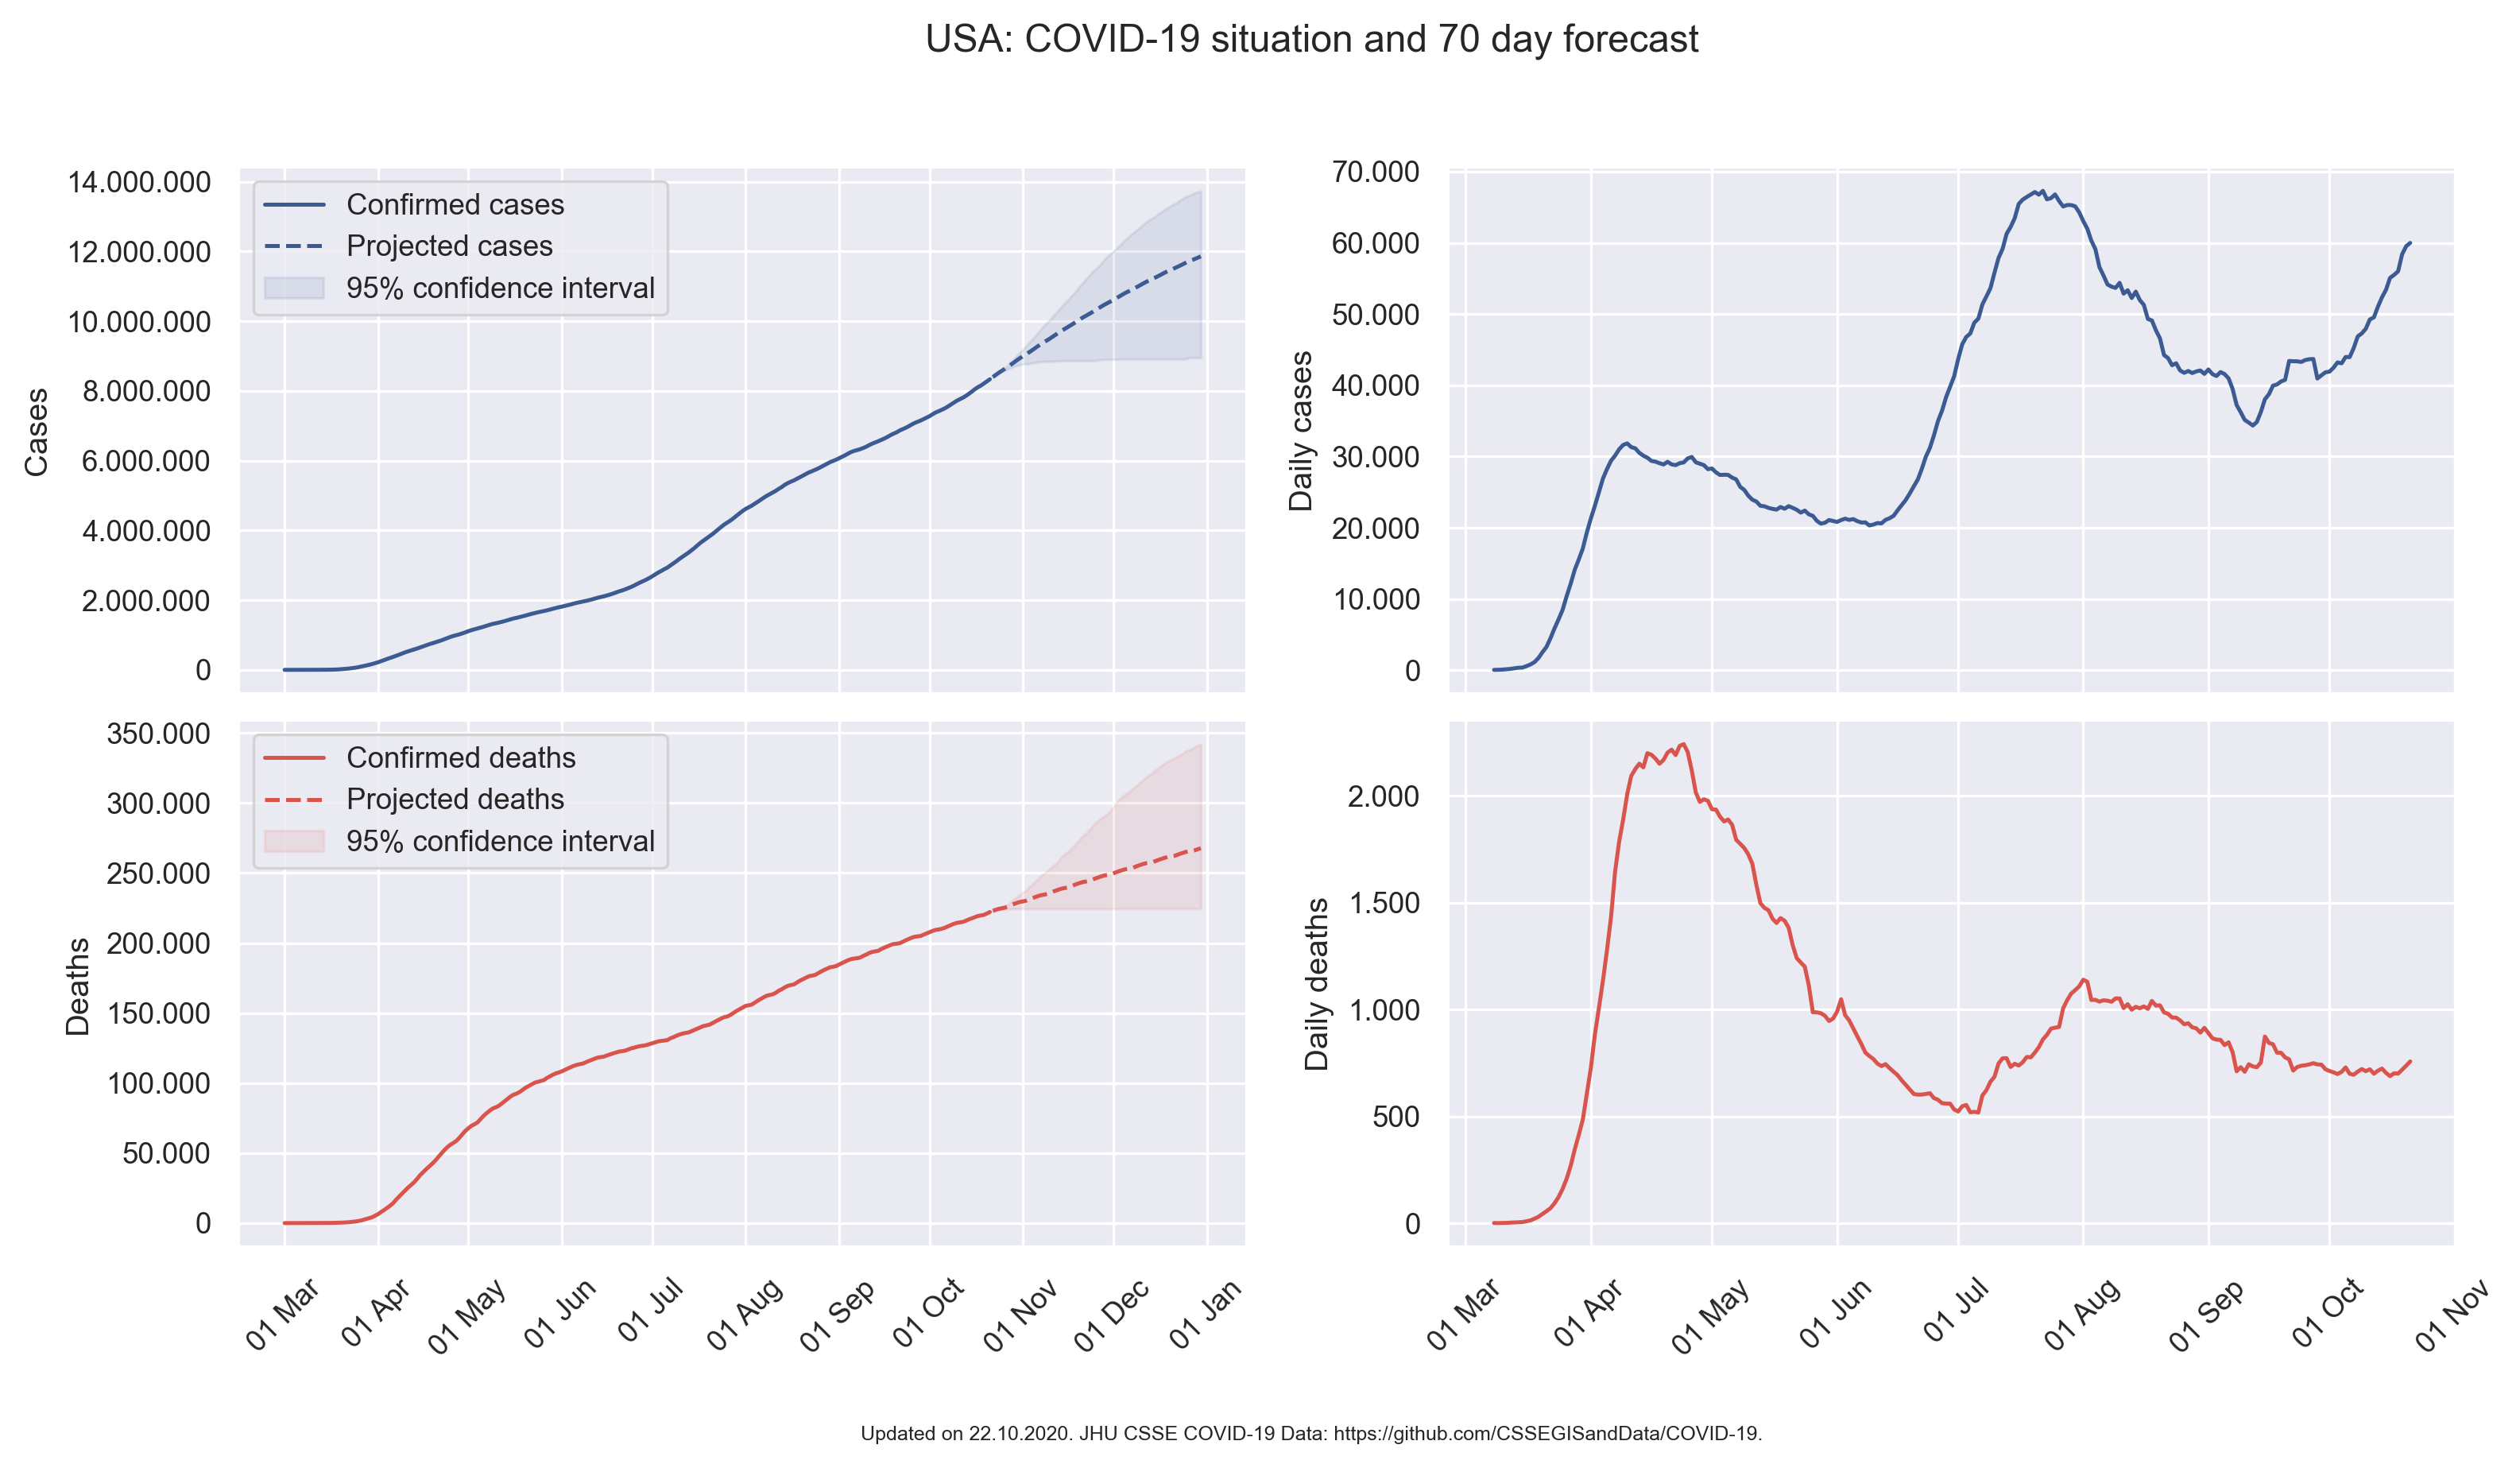 USA: COVID-19 situation and 70 day forecast
14.000.000
12.000.000
10.000.000
8.000.000
6.000.000
4.000.000
2.000.000
0
Cases
Confirmed cases
Projected cases
95% confidence interval
70.000
60.000
50.000
40.000
30.000
20.000
10.000
0
Daily cases
350.000
300.000
250.000
200.000
150.000
100.000
50.000
0
Deaths
Confirmed deaths
Projected deaths
95% confidence interval
2.000
1.500
1.000
500
0
Daily deaths
01 Mar
01 Apr
01 May
01 Jun
01 Jul
01 Aug
01 Sep
01 Oct
01 Nov
01 Dec
01 Jan
01 Mar
01 Apr
01 May
01 Jun
01 Jul
01 Aug
01 Sep
01 Oct
01 Nov
Updated on 22.10.2020. JHU CSSE COVID-19 Data: https://github.com/CSSEGISandData/COVID-19.